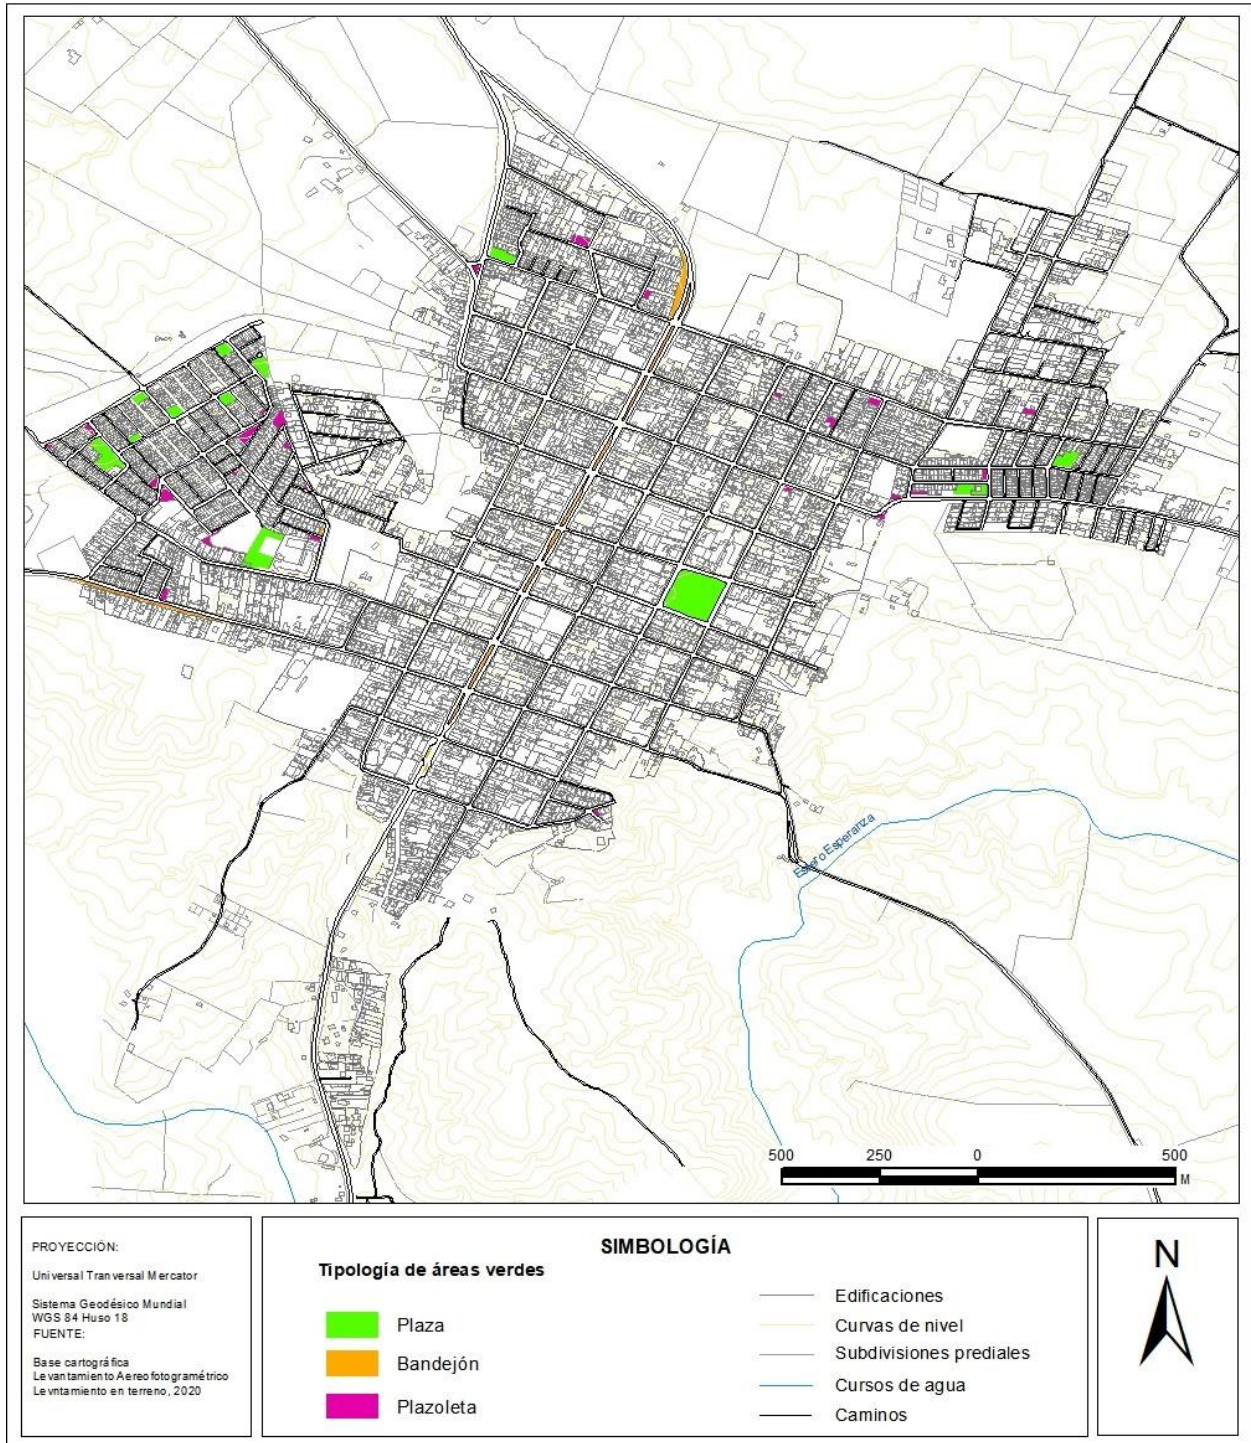 Estero Esperanza
500 250 0 500
M
PROYECCIÓN:
Universal Tranversal Mercator
Sistema Geodésico Mundial
WGS 84 Huso 18
FUENTE:
Base cartográfica
Levantamiento Aereofotogramétrico
Levntamiento en terreno, 2020
SIMBOLOGÍA
Tipología de áreas verdes
Plaza
Bandejón
Plazoleta
Edificaciones
Curvas de nivel
Subdivisiones prediales
Cursos de agua
Caminos
N